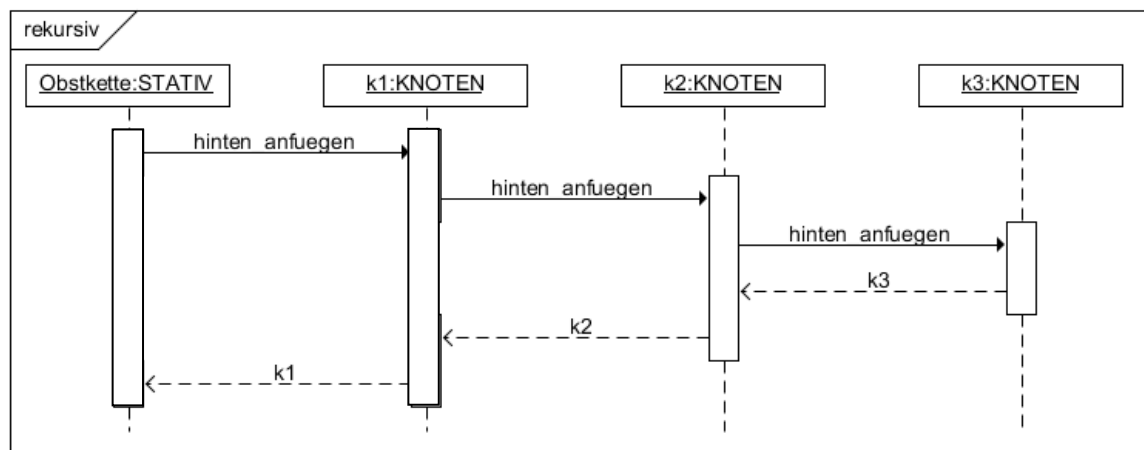 rekursiv
Obstkette:STATIV
k1:KNOTEN
k2:KNOTEN
k3:KNOTEN
hinten_anfuegen
hinten_anfuegen
hinten_anfuegen
k3
k2
k1